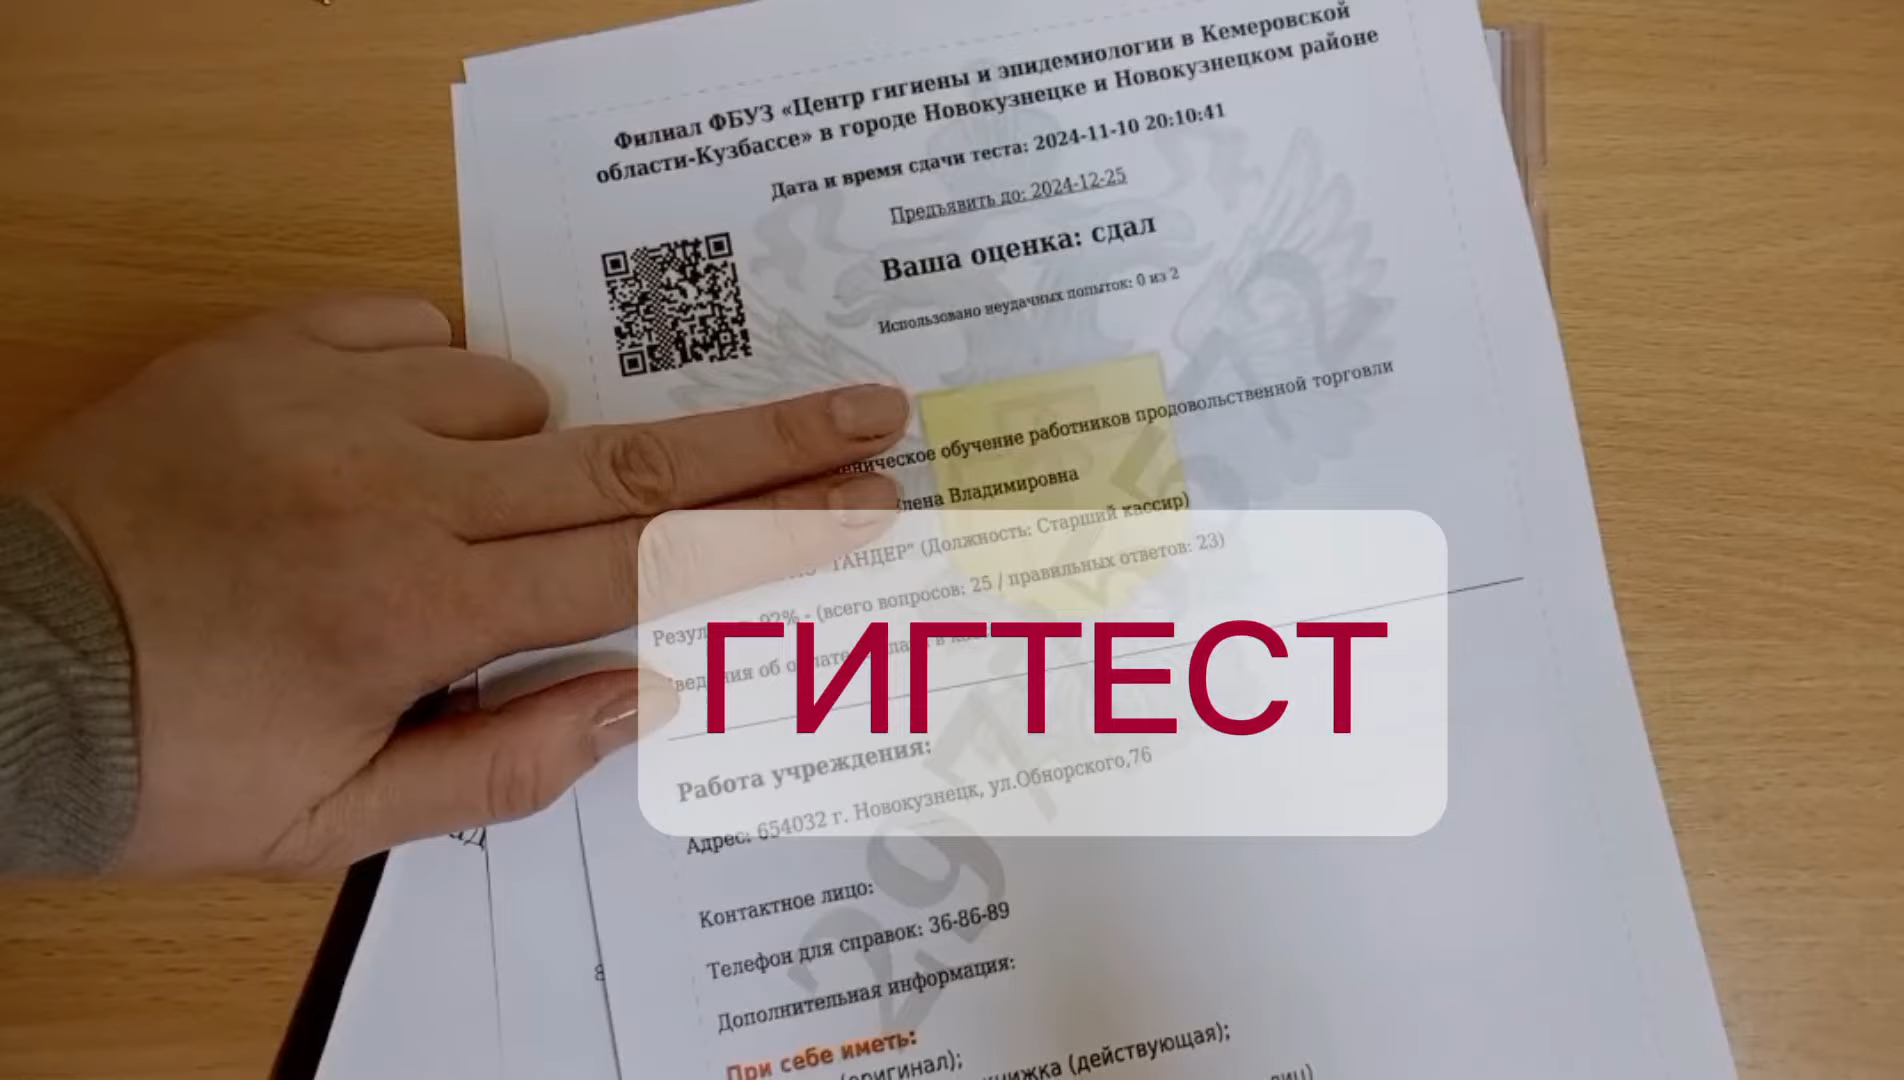 Филиал ФБУЗ «Центр гигиены и эпидемиологии в Кемеровской
области-Кузбассе» в городе Новокузнецке и Новокузнецком районе
Дата и время сдачи теста: 2024-11-10 20:10:41
Предъявить до: 2024-12-25
Ваша оценка: сдал
Использовано неудачных попыток: 0 из 2
обучение работников продовольственной торговли
Владимировна
(Должность: Старший кассир)
92% - (всего вопросов: 25 / правильных ответов: 23)
об
ГИГТЕСТ
Работа учреждения:
Адрес: 654032 г. Новокузнецк, ул.Обнорского,76
Контактное лицо:
Телефон для справок: 36-86-89
Дополнительная информация:
При себе иметь:
(действующая);